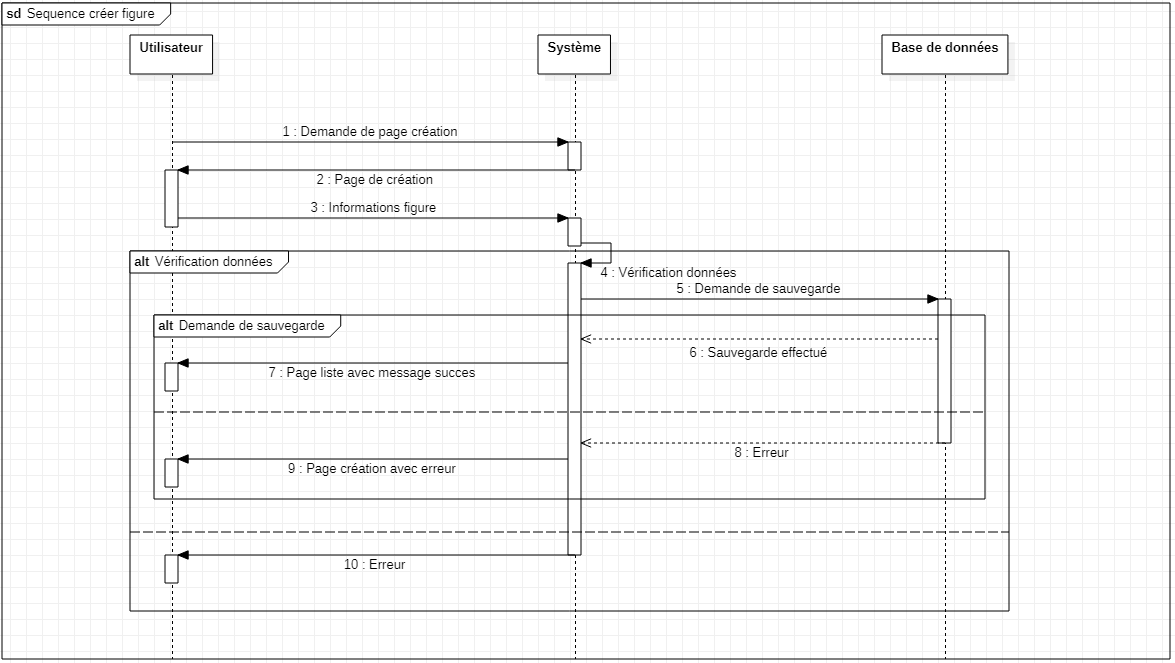 sd Sequence créer figure
Utilisateur
Système
Base de données
1 : Demande de page création
2 : Page de création
3 : Informations figure
alt Vérification données
4 : Vérification données
5 : Demande de sauvegarde
alt Demande de sauvegarde
6 : Sauvegarde effectué
7 : Page liste avec message succes
8 : Erreur
9 : Page création avec erreur
10 : Erreur